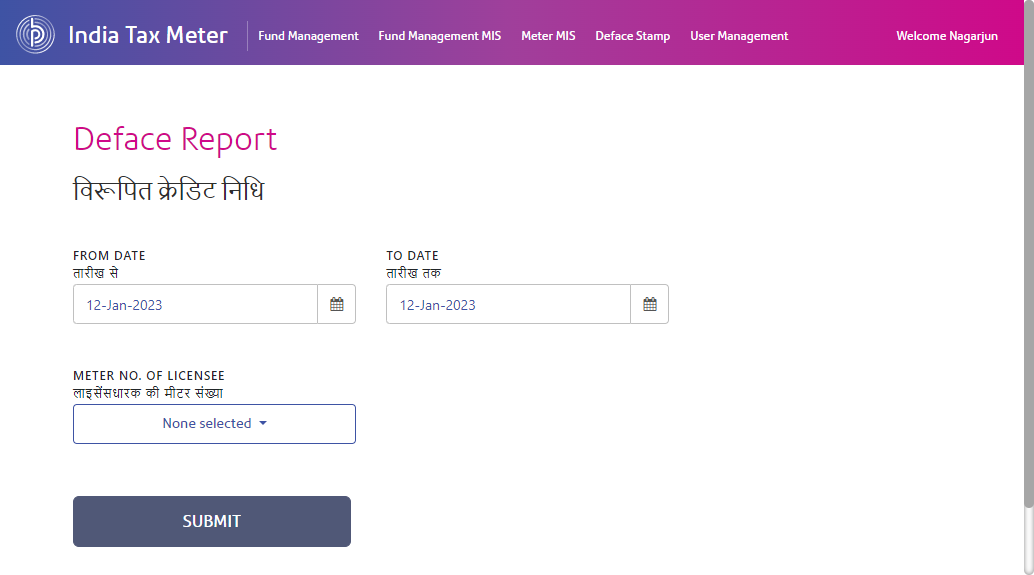 India Tax Meter Fund Management Fund Management MIS Meter MIS Deface Stamp User Management Welcome Nagarjun
Deface Report
विरूपित क्रेडिट निधि
FROM DATE TO DATE
तारीख से तारीख तक
12-Jan-2023 12-Jan-2023
METER NO. OF LICENSEE
लाइसेंसधारक की मीटर संख्या
None selected
SUBMIT